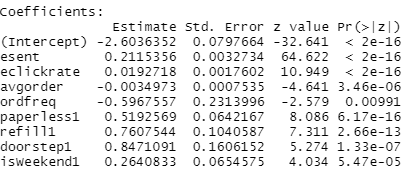 Coefficients:
Estimate Std. Error z value Pr(>|z|)
(Intercept) -2.6036352 0.0797664 -32.641 < 2e-16
esent 0.2115356 0.0032734 64.622 < 2e-16
eclickrate 0.0192718 0.0017602 10.949 < 2e-16
avgorder -0.0034973 0.0007535 -4.641 3.46e-06
ordfreq -0.5967557 0.2313996 -2.579 0.00991
paperless1 0.5192569 0.0642167 8.086 6.17e-16
refill1 0.7607544 0.1040587 7.311 2.66e-13
doorstep1 0.8471091 0.1606152 5.274 1.33e-07
isweekend1 0.2640833 0.0654575 4.034 5.47e-05